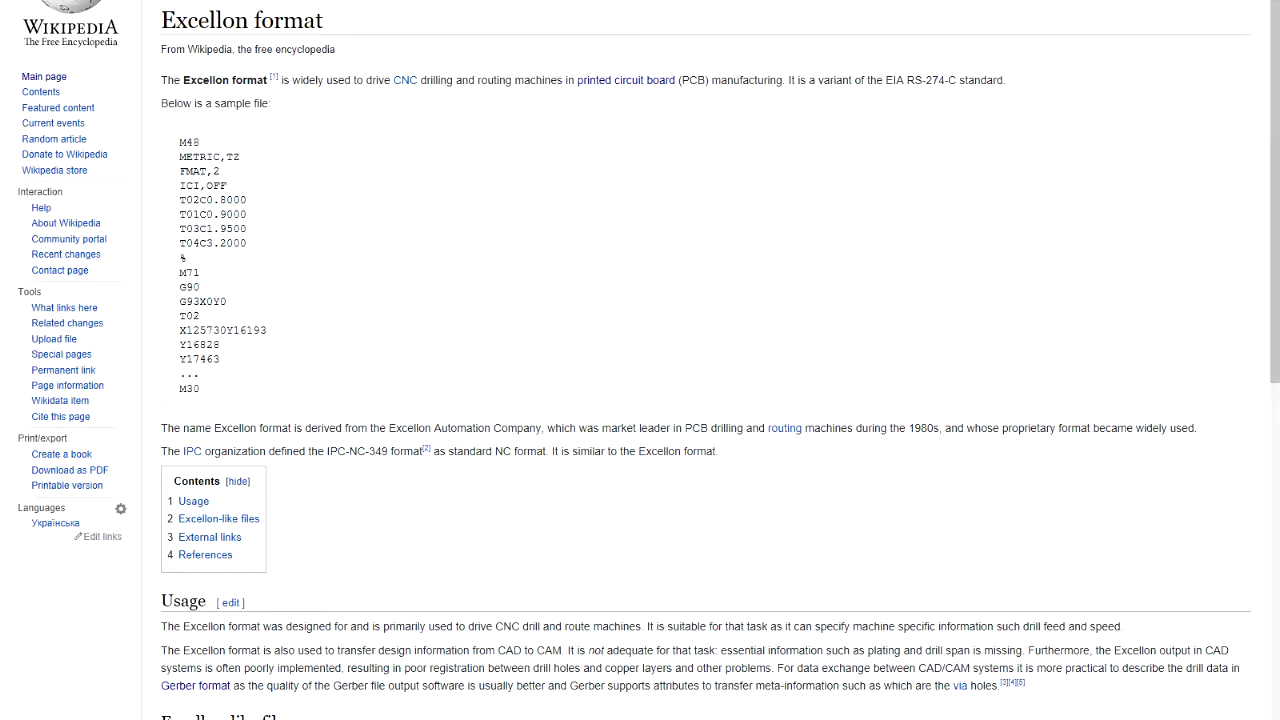 WIKIPEDIA
The Free Encyclopedia
Main page
Contents
Featured content
Current events
Random article
Donate to Wikipedia
Wikipedia store
Interaction
Help
About Wikipedia
Community portal
Recent changes
Contact page
Tools
What links here
Related changes
Upload file
Special pages
Permanent link
Page information
Wikidata item
Cite this page
Print/export
Create a book
Download as PDF
Printable version
Languages
Українська
Edit links
Excellon format
From Wikipedia, the free encyclopedia
The Excellon format [1] is widely used to drive CNC drilling and routing machines in printed circuit board (PCB) manufacturing. It is a variant of the EIA RS-274-C standard.
Below is a sample file:
M48
METRIC,TZ
FMAT,2
ICI,OFF
T02C0.8000
T01C0.9000
T03C1.9500
T04C3.2000
%
M71
G90
G93X0Y0
T02
X125730Y16193
Y16828
Y17463
...
M30
The name Excellon format is derived from the Excellon Automation Company, which was market leader in PCB drilling and routing machines during the 1980s, and whose proprietary format became widely used.
The IPC organization defined the IPC-NC-349 format[2] as standard NC format. It is similar to the Excellon format.
Contents [hide]
1 Usage
2 Excellon-like files
3 External links
4 References
Usage [ edit ]
The Excellon format was designed for and is primarily used to drive CNC drill and route machines. It is suitable for that task as it can specify machine specific information such drill feed and speed.
The Excellon format is also used to transfer design information from CAD to CAM. It is not adequate for that task: essential information such as plating and drill span is missing. Furthermore, the Excellon output in CAD
systems is often poorly implemented, resulting in poor registration between drill holes and copper layers and other problems. For data exchange between CAD/CAM systems it is more practical to describe the drill data in
Gerber format as the quality of the Gerber file output software is usually better and Gerber supports attributes to transfer meta-information such as which are the via holes.[3][4][5]